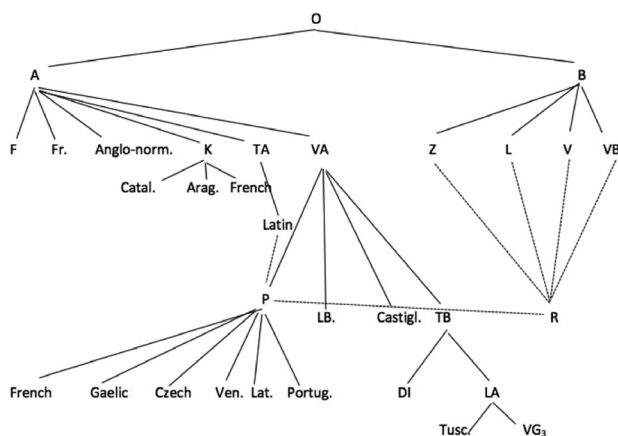 O
A B
F Fr. Anglo-norm. K TA VA Z L V VB
Catal. Arag. French
Latin
P LB. Castigl. TB R
French Gaelic Czech Ven. Lat. Portug. DI LA
Tusc. VG₃